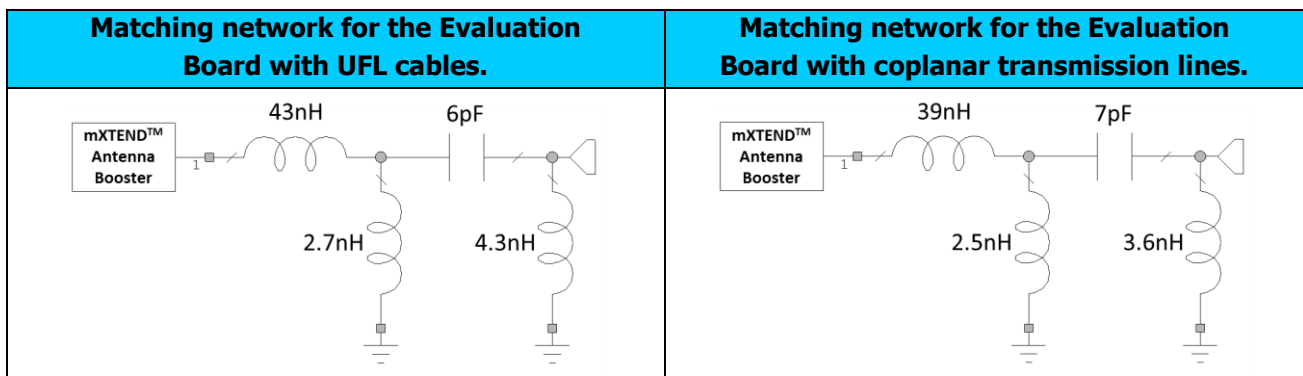 Matching network for the Evaluation
Board with UFL cables.
43nH
6pF
mXTEND™
Antenna
Booster
1
2.7nH
4.3nH
Matching network for the Evaluation
Board with coplanar transmission lines.
39nH
7pF
mXTEND™
Antenna
Booster
1
2.5nH
3.6nH